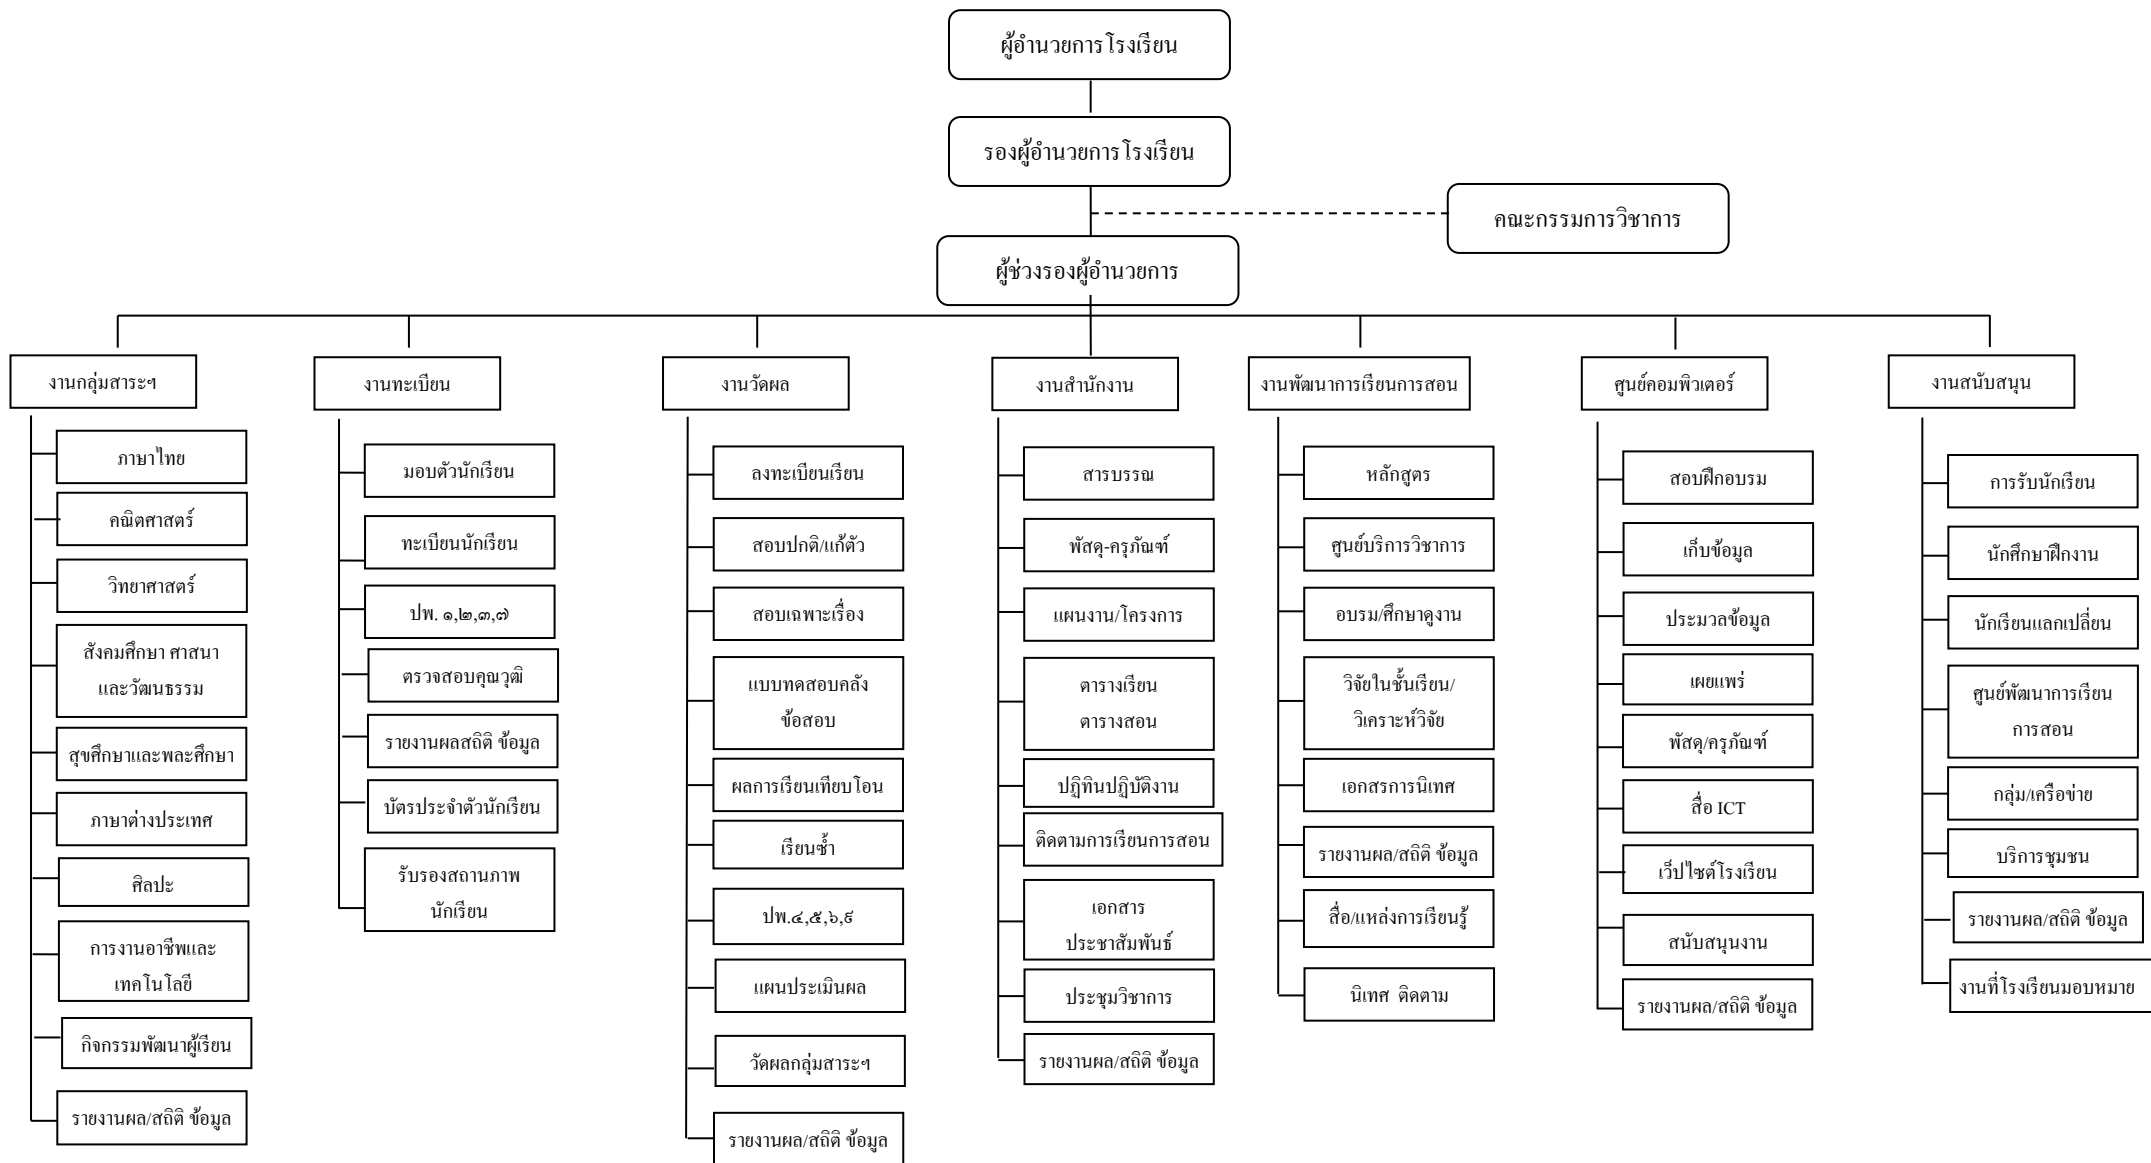 ผู้อำนวยการโรงเรียน
รองผู้อำนวยการโรงเรียน
คณะกรรมการวิชาการ
ผู้ช่วงรองผู้อำนวยการ
งานกลุ่มสาระฯ
ภาษาไทย
คณิตศาสตร์
วิทยาศาสตร์
สังคมศึกษา ศาสนา
และวัฒนธรรม
สุขศึกษาและพละศึกษา
ภาษาต่างประเทศ
ศิลปะ
การงานอาชีพและ
เทคโนโลยี
กิจกรรมพัฒนาผู้เรียน
รายงานผล/สถิติ ข้อมูล
งานทะเบียน
มอบตัวนักเรียน
ทะเบียนนักเรียน
ปพ. ๑,๒,๓,๗
ตรวจสอบคุณวุฒิ
รายงานผลสถิติ ข้อมูล
บัตรประจำตัวนักเรียน
รับรองสถานภาพ
นักเรียน
งานวัดผล
ลงทะเบียนเรียน
สอบปกติ/แก้ตัว
สอบเฉพาะเรื่อง
แบบทดสอบคลัง
ข้อสอบ
ผลการเรียนเทียบโอน
เรียนซ้ำ
ปพ.๔,๕,๖,๙
แผนประเมินผล
วัดผลกลุ่มสาระฯ
รายงานผล/สถิติ ข้อมูล
งานสำนักงาน
สารบรรณ
พัสดุ-ครุภัณฑ์
แผนงาน/โครงการ
ตารางเรียน
ตารางสอน
ปฏิทินปฏิบัติงาน
ติดตามการเรียนการสอน
เอกสาร
ประชาสัมพันธ์
ประชุมวิชาการ
รายงานผล/สถิติ ข้อมูล
งานพัฒนาการเรียนการสอน
หลักสูตร
ศูนย์บริการวิชาการ
อบรม/ศึกษาดูงาน
วิจัยในชั้นเรียน/
วิเคราะห์วิจัย
เอกสรการนิเทศ
รายงานผล/สถิติ ข้อมูล
สื่อ/แหล่งการเรียนรู้
นิเทศ ติดตาม
ศูนย์คอมพิวเตอร์
สอบฝึกอบรม
เก็บข้อมูล
ประมวลข้อมูล
เผยแพร่
พัสดุ/ครุภัณฑ์
สื่อ ICT
เว็ปไซต์โรงเรียน
สนับสนุนงาน
รายงานผล/สถิติ ข้อมูล
งานสนับสนุน
การรับนักเรียน
นักศึกษาฝึกงาน
นักเรียนแลกเปลี่ยน
ศูนย์พัฒนาการเรียน
การสอน
กลุ่ม/เครือข่าย
บริการชุมชน
รายงานผล/สถิติ ข้อมูล
งานที่โรงเรียนมอบหมาย